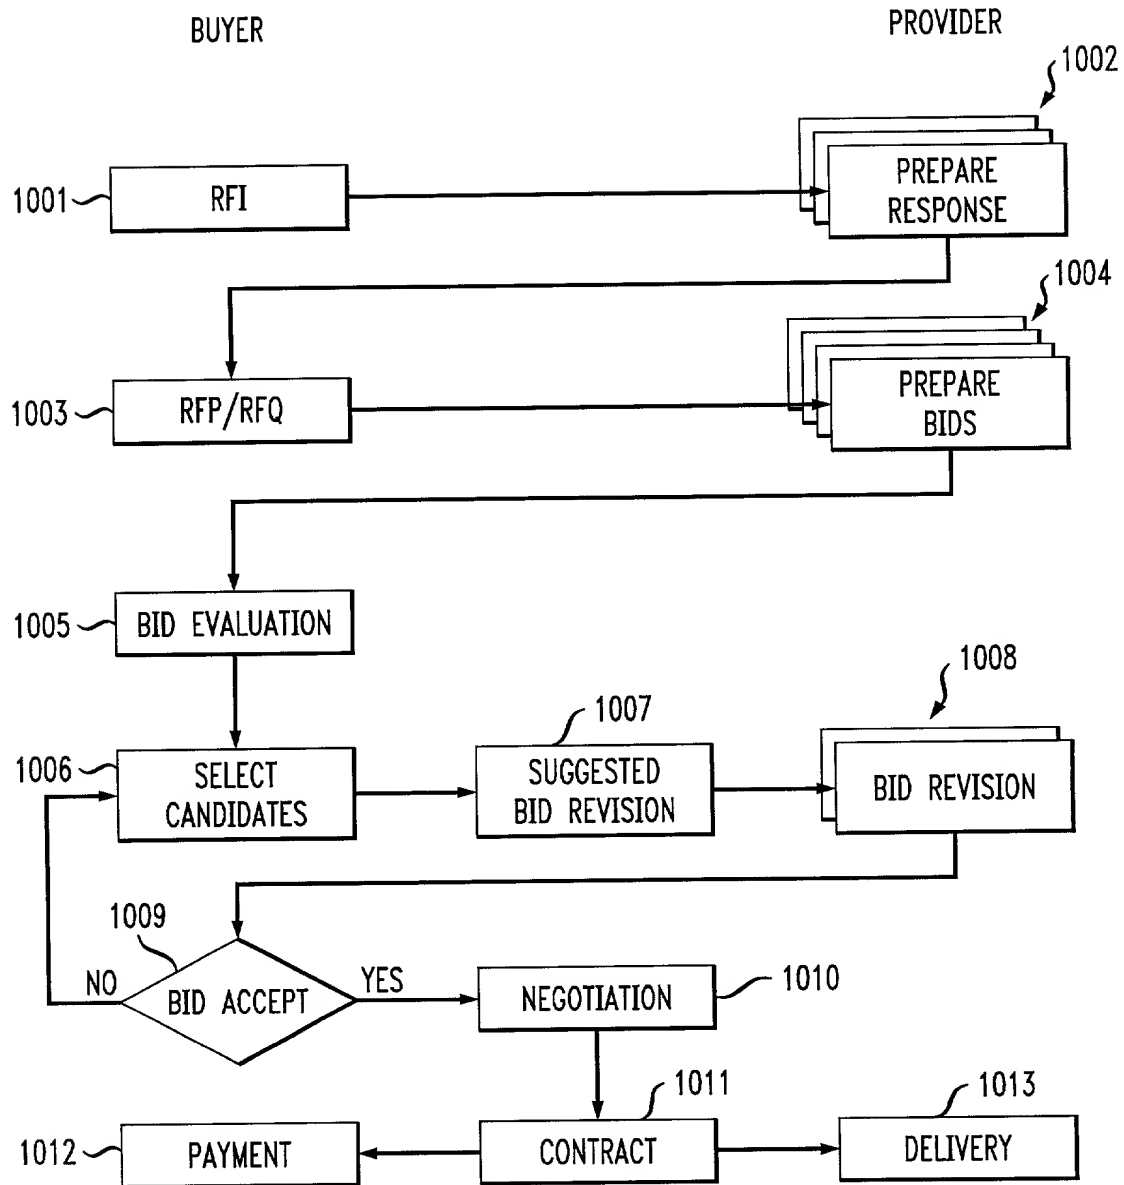 BUYER
PROVIDER
1002
1001
RFI
PREPARE
RESPONSE
1004
1003
RFP/RFQ
PREPARE
BIDS
1005
BID EVALUATION
1008
1007
1006
SELECT
CANDIDATES
SUGGESTED
BID REVISION
BID REVISION
1009
NO
BID ACCEPT
YES
NEGOTIATION
1010
1011
1013
1012
PAYMENT
CONTRACT
DELIVERY